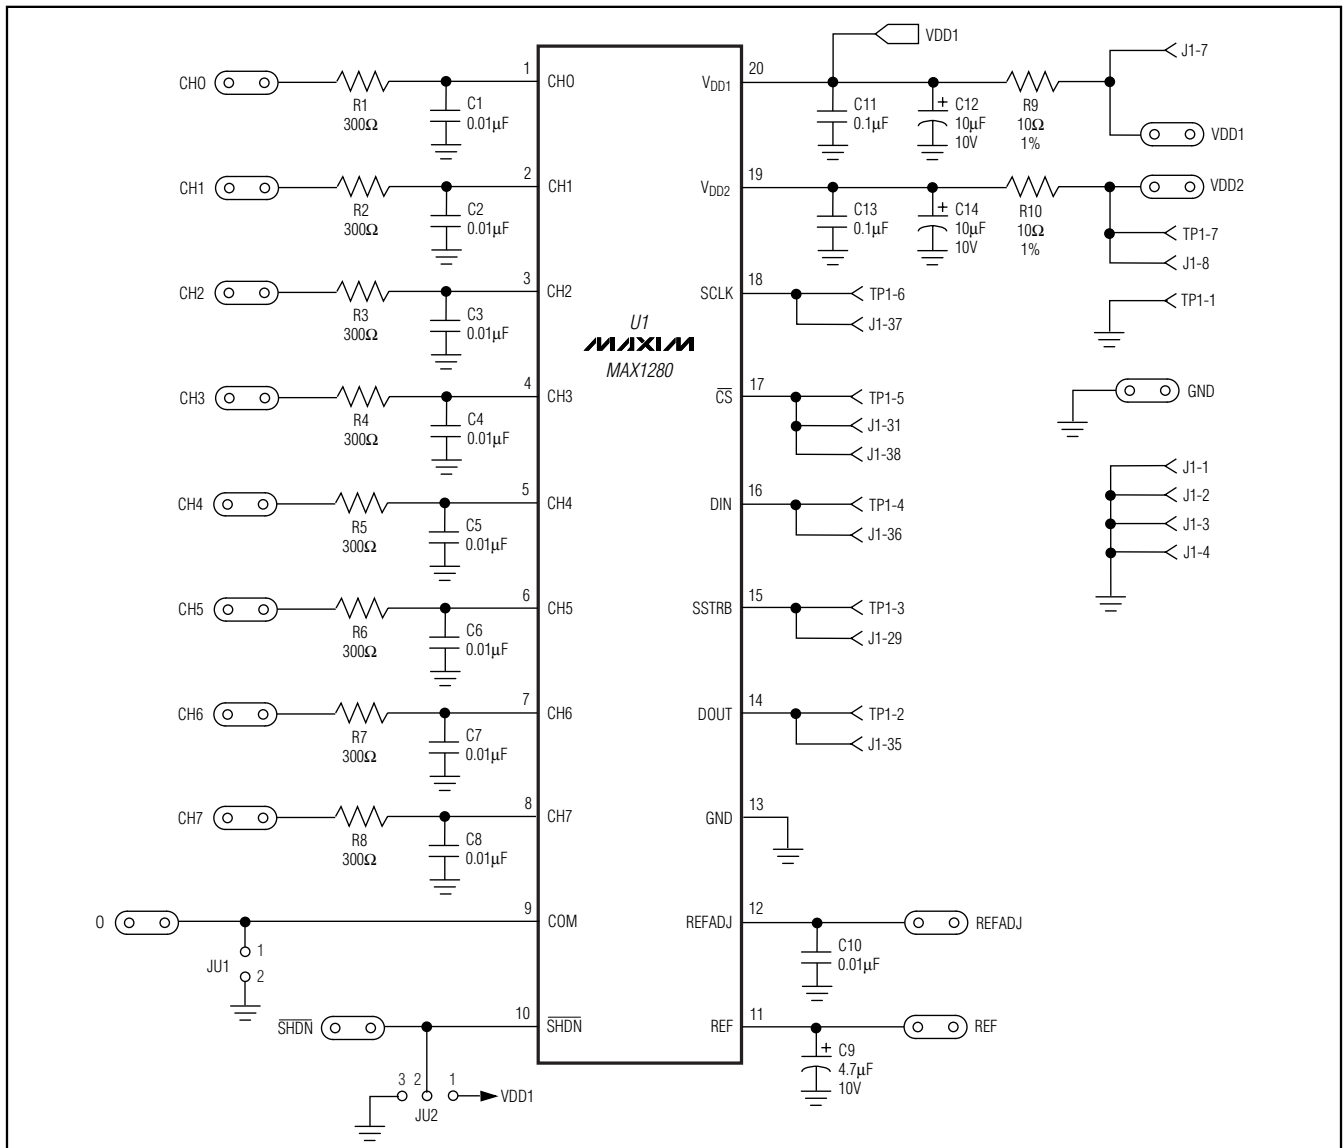 VDD1
J1-7
CH0
R1
300Ω
C1
0.01µF
1
CH0
VDD1
20
C11
0.1µF
+
C12
10µF
10V
R9
10Ω
1%
VDD1
CH1
R2
300Ω
C2
0.01µF
2
CH1
VDD2
19
C13
0.1µF
+
C14
10µF
10V
R10
10Ω
1%
VDD2
TP1-7
J1-8
TP1-1
CH2
R3
300Ω
C3
0.01µF
3
CH2
SCLK
18
TP1-6
J1-37
U1
MAXIM
MAX1280
CH3
R4
300Ω
C4
0.01µF
4
CH3
CS
17
TP1-5
J1-31
J1-38
GND
J1-1
J1-2
J1-3
J1-4
CH4
R5
300Ω
C5
0.01µF
5
CH4
DIN
16
TP1-4
J1-36
CH5
R6
300Ω
C6
0.01µF
6
CH5
SSTRB
15
TP1-3
J1-29
CH6
R7
300Ω
C7
0.01µF
7
CH6
DOUT
14
TP1-2
J1-35
CH7
R8
300Ω
C8
0.01µF
8
CH7
GND
13
0
JU1
1
2
9
COM
REFADJ
12
C10
0.01µF
REFADJ
SHDN
10
SHDN
REF
11
+
C9
4.7µF
10V
REF
3 2 1
VDD1
JU2